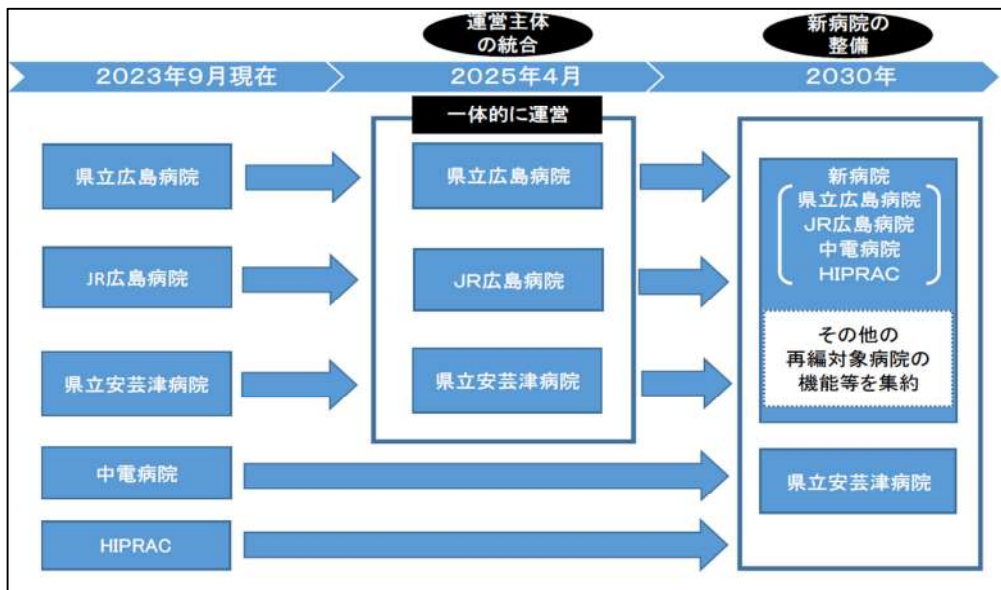 運営主体
の統合
新病院の
整備
2023年9月現在
2025年4月
2030年
一体的に運営
県立広島病院
県立広島病院
新病院
県立広島病院
JR広島病院
中電病院
HIPRAC
JR広島病院
JR広島病院
その他の
再編対象病院の
機能等を集約
県立安芸津病院
県立安芸津病院
中電病院
県立安芸津病院
HIPRAC